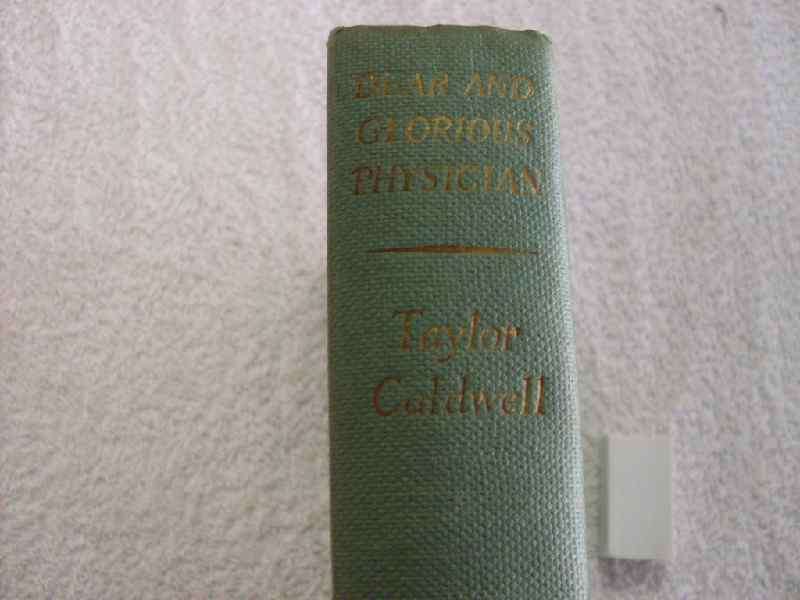 DEAR AND
GLORIOUS
PHYSICIAN
Taylor
Caldwell